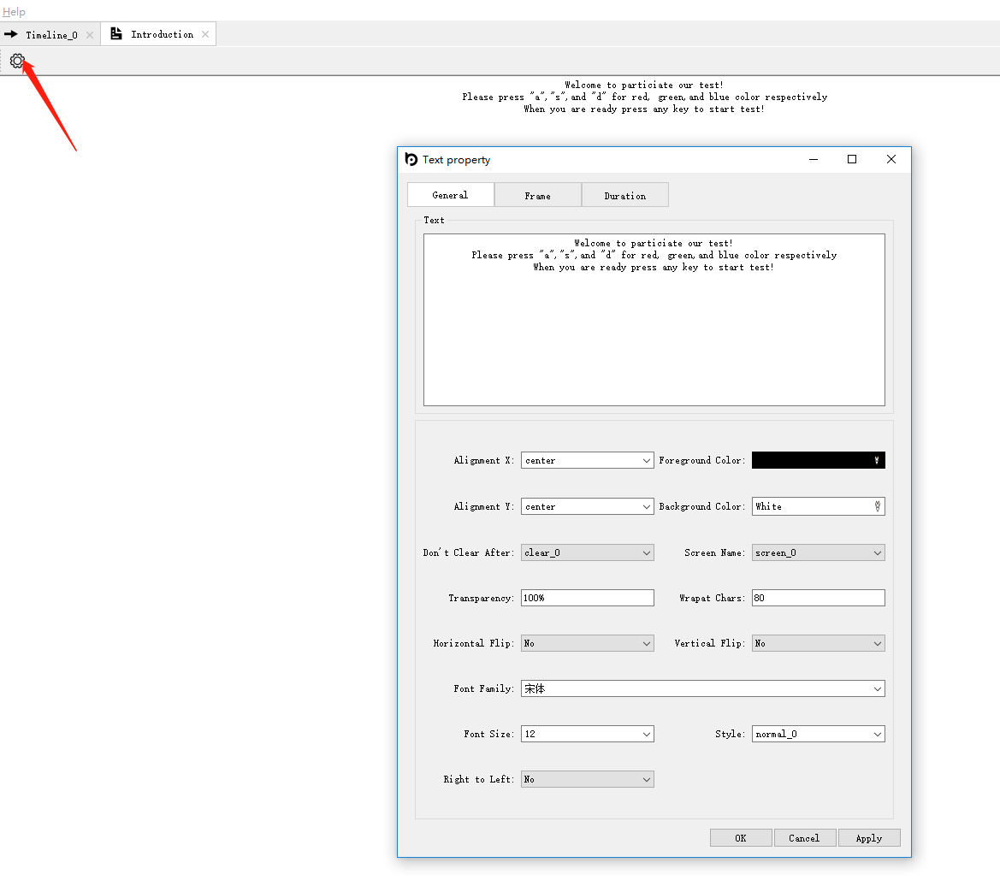 Help
Timeline_0
Introduction
Welcome to particiate our test!
Please press "a","s",and "d" for red, green,and blue color respectively
When you are ready press any key to start test!
Text property
General Frame Duration
Text
Welcome to particiate our test!
Please press "a","s",and "d" for red, green,and blue color respectively
When you are ready press any key to start test!
Alignment X: center Foreground Color:
Alignment Y: center Background Color: White
Don't Clear After: clear_0 Screen Name: screen_0
Transparency: 100% Wrapat Chars: 80
Horizontal Flip: No Vertical Flip: No
Font Family: 宋体
Font Size: 12 Style: normal_0
Right to Left: No
OK Cancel Apply